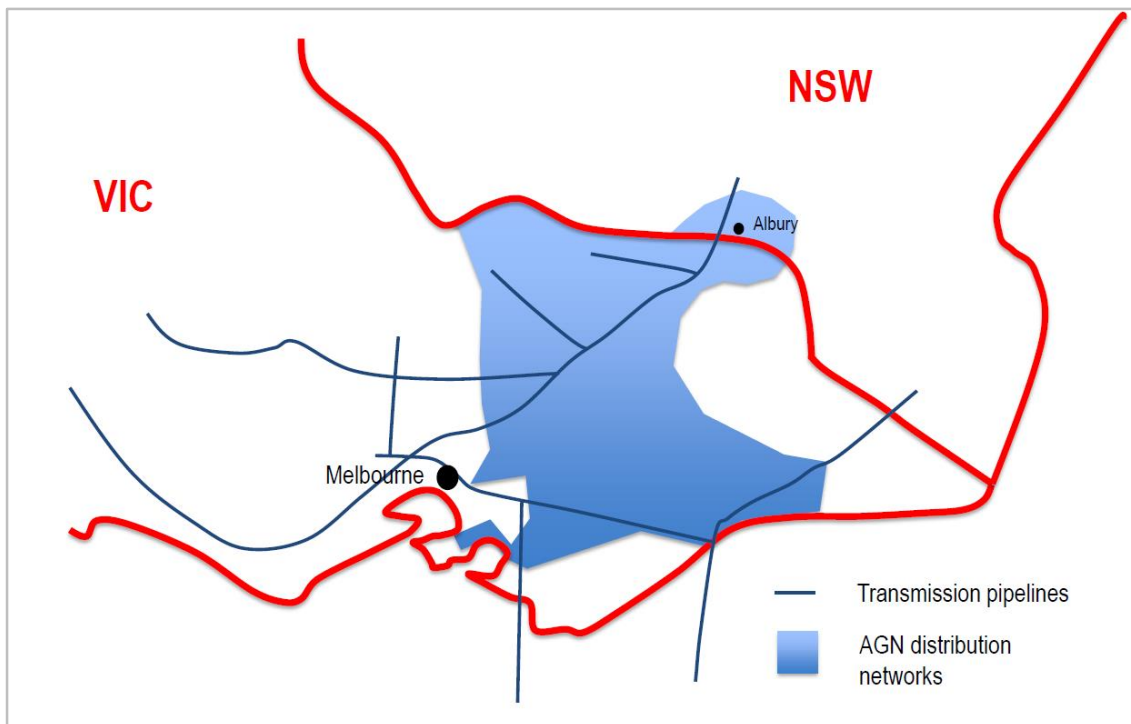 NSW
VIC
Albury
Melbourne
Transmission pipelines
AGN distribution
networks